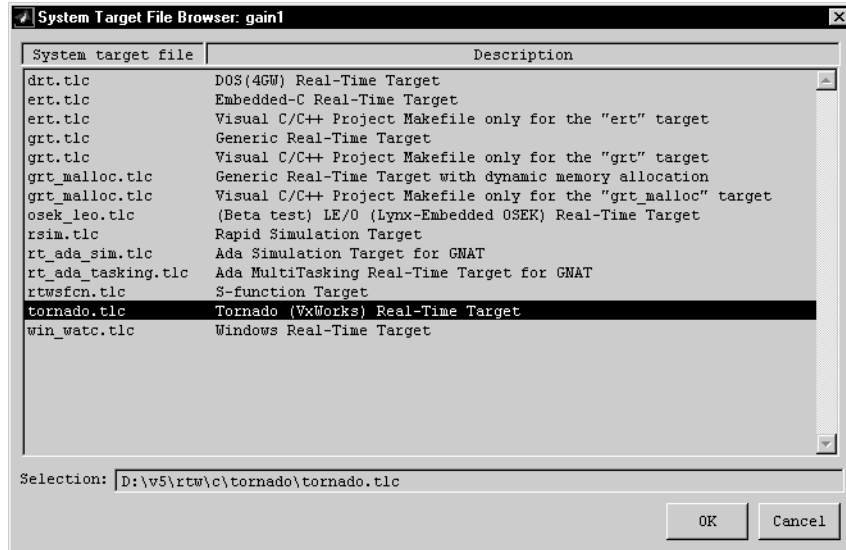 System Target File Browser: gain1
System target file Description
drt.tlc DOS(4GW) Real-Time Target
ert.tlc Embedded-C Real-Time Target
ert.tlc Visual C/C++ Project Makefile only for the "ert" target
grt.tlc Generic Real-Time Target
grt.tlc Visual C/C++ Project Makefile only for the "grt" target
grt_malloc.tlc Generic Real-Time Target with dynamic memory allocation
grt_malloc.tlc Visual C/C++ Project Makefile only for the "grt_malloc" target
osek_leo.tlc (Beta test) LE/O (Lynx-Embedded OSEK) Real-Time Target
rsim.tlc Rapid Simulation Target
rt_ada_sim.tlc Ada Simulation Target for GNAT
rt_ada_tasking.tlc Ada MultiTasking Real-Time Target for GNAT
rtwsfcn.tlc S-function Target
tornado.tlc Tornado (VxWorks) Real-Time Target
win_watc.tlc Windows Real-Time Target
Selection: D:\v5\rtw\c\tornado\tornado.tlc
OK Cancel